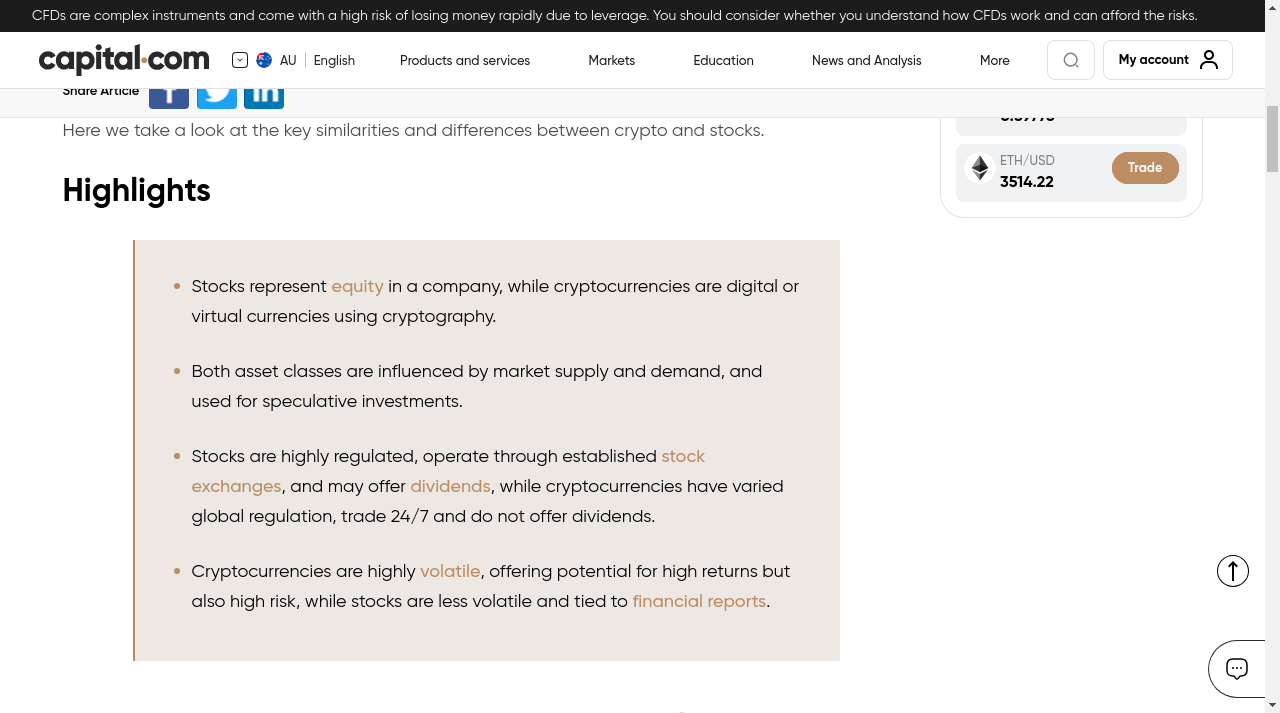 CFDs are complex instruments and come with a high risk of losing money rapidly due to leverage. You should consider whether you understand how CFDs work and can afford the risks.
capital.com
AU
English
Products and services
Markets
Education
News and Analysis
More
My account
Share Article
Here we take a look at the key similarities and differences between crypto and stocks.
ETH/USD
3514.22
Trade
Highlights
Stocks represent equity in a company, while cryptocurrencies are digital or
virtual currencies using cryptography.
Both asset classes are influenced by market supply and demand, and
used for speculative investments.
Stocks are highly regulated, operate through established stock
exchanges, and may offer dividends, while cryptocurrencies have varied
global regulation, trade 24/7 and do not offer dividends.
Cryptocurrencies are highly volatile, offering potential for high returns but
also high risk, while stocks are less volatile and tied to financial reports.